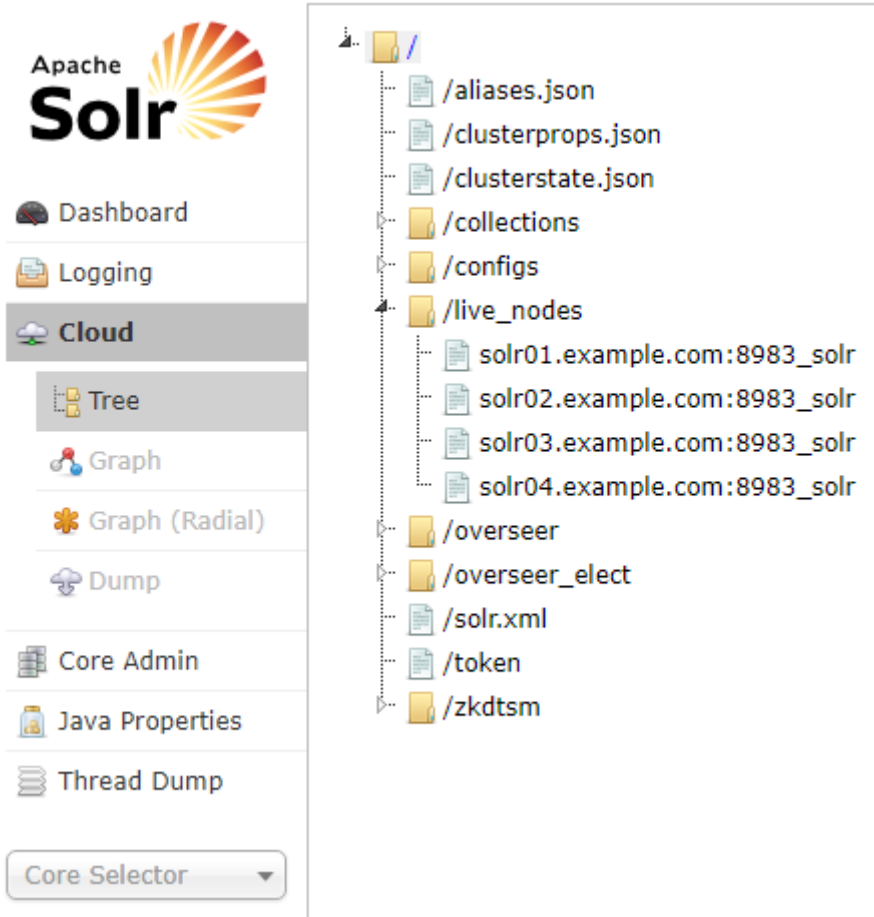 Apache
Solr
Dashboard
Logging
Cloud
Tree
Graph
Graph (Radial)
Dump
Core Admin
Java Properties
Thread Dump
Core Selector
/
/aliases.json
/clusterprops.json
/clusterstate.json
/collections
/configs
/live_nodes
solr01.example.com:8983_solr
solr02.example.com:8983_solr
solr03.example.com:8983_solr
solr04.example.com:8983_solr
/overseer
/overseer_elect
/solr.xml
/token
/zkdtsm